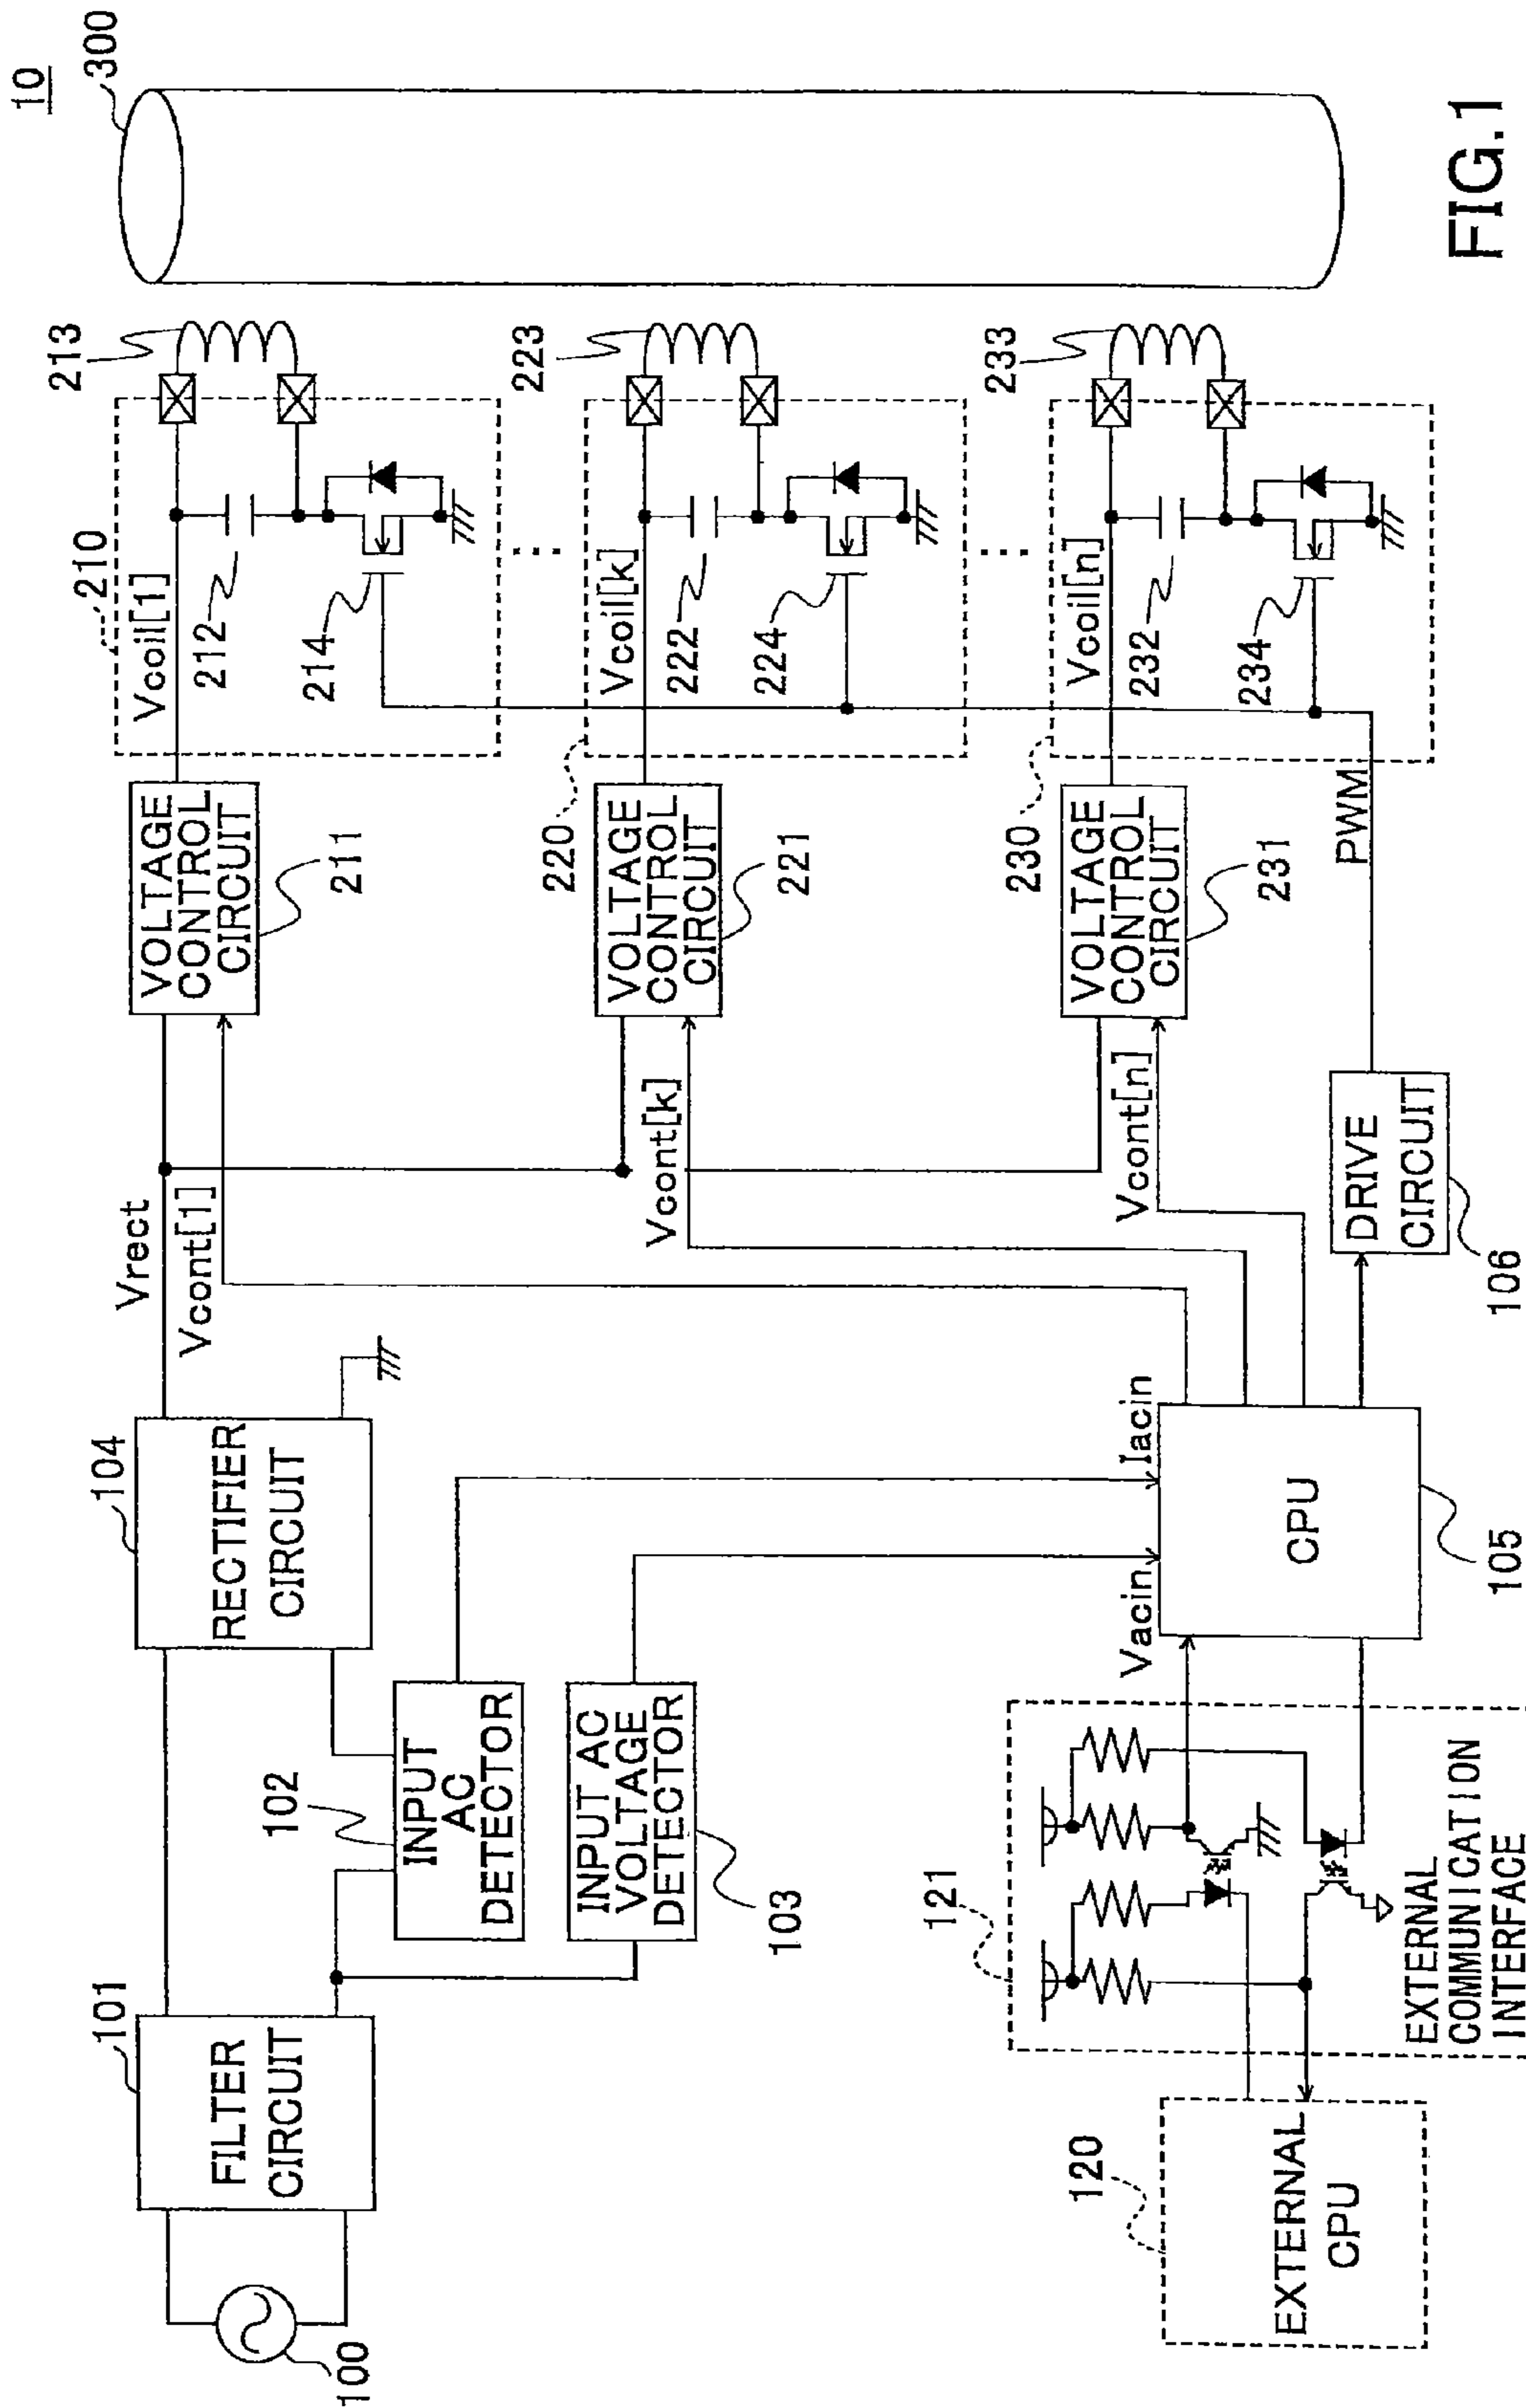 10
300
213
223
233
210
Vcoil[1]
212
214
Vcoil[k]
222
224
Vcoil[n]
232
234
VOLTAGE
CONTROL
CIRCUIT
211
220
VOLTAGE
CONTROL
CIRCUIT
221
230
VOLTAGE
CONTROL
CIRCUIT
231
PWM
Vrect
Vcont[1]
Vcont[k]
Vcont[n]
DRIVE
CIRCUIT
106
104
RECTIFIER
CIRCUIT
102
INPUT
AC
DETECTOR
INPUT AC
VOLTAGE
DETECTOR
103
Vacin
Iacin
CPU
105
101
FILTER
CIRCUIT
100
121
EXTERNAL
COMMUNICATION
INTERFACE
120
EXTERNAL
CPU
FIG.1